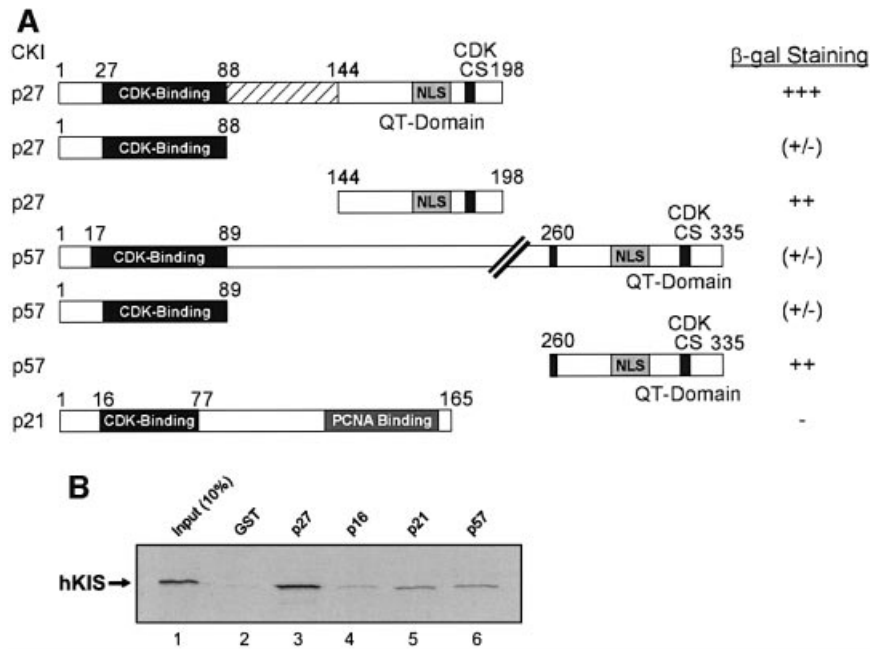 A
CKI
β-gal Staining
1 27 88 144 CDK CS 198
p27 CDK-Binding NLS +++
QT-Domain
1 88
p27 CDK-Binding (+/-)
144 198
p27 NLS ++
1 17 89 260 CDK CS 335
p57 CDK-Binding NLS (+/-)
QT-Domain
1 89
p57 CDK-Binding (+/-)
260 CDK CS 335
p57 NLS ++
QT-Domain
1 16 77 165
p21 CDK-Binding PCNA Binding -
B
Input (10%) GST p27 p16 p21 p57
hKIS
1 2 3 4 5 6